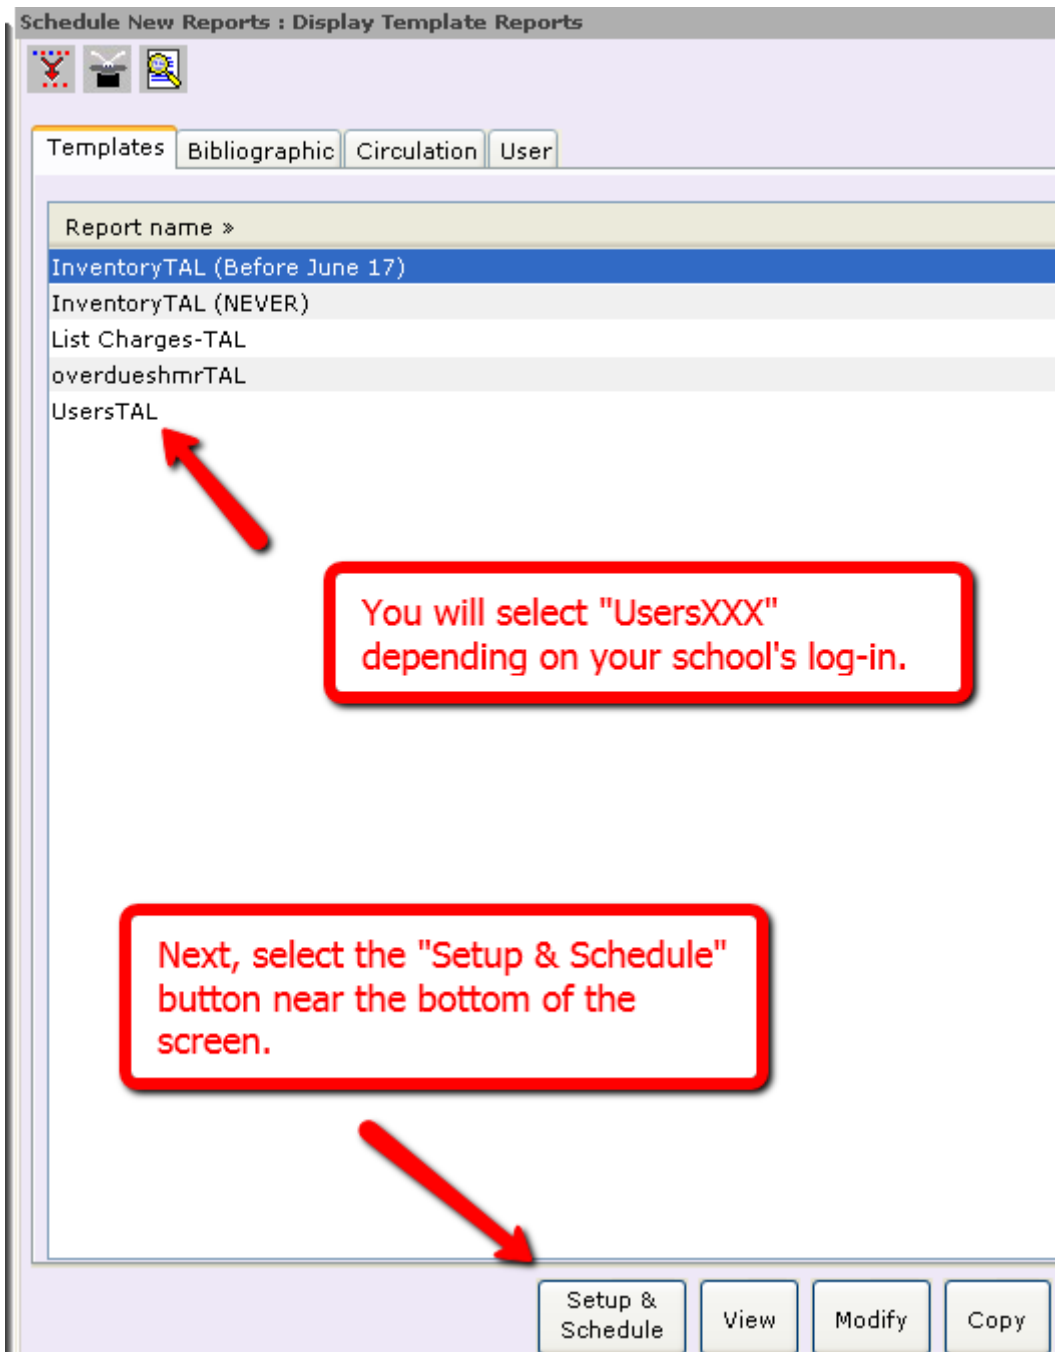 Schedule New Reports : Display Template Reports
Templates Bibliographic Circulation User
Report name »
InventoryTAL (Before June 17)
InventoryTAL (NEVER)
List Charges-TAL
overdueshmrTAL
UsersTAL
You will select "UsersXXX"
depending on your school's log-in.
Next, select the "Setup & Schedule"
button near the bottom of the
screen.
Setup &
Schedule
View
Modify
Copy